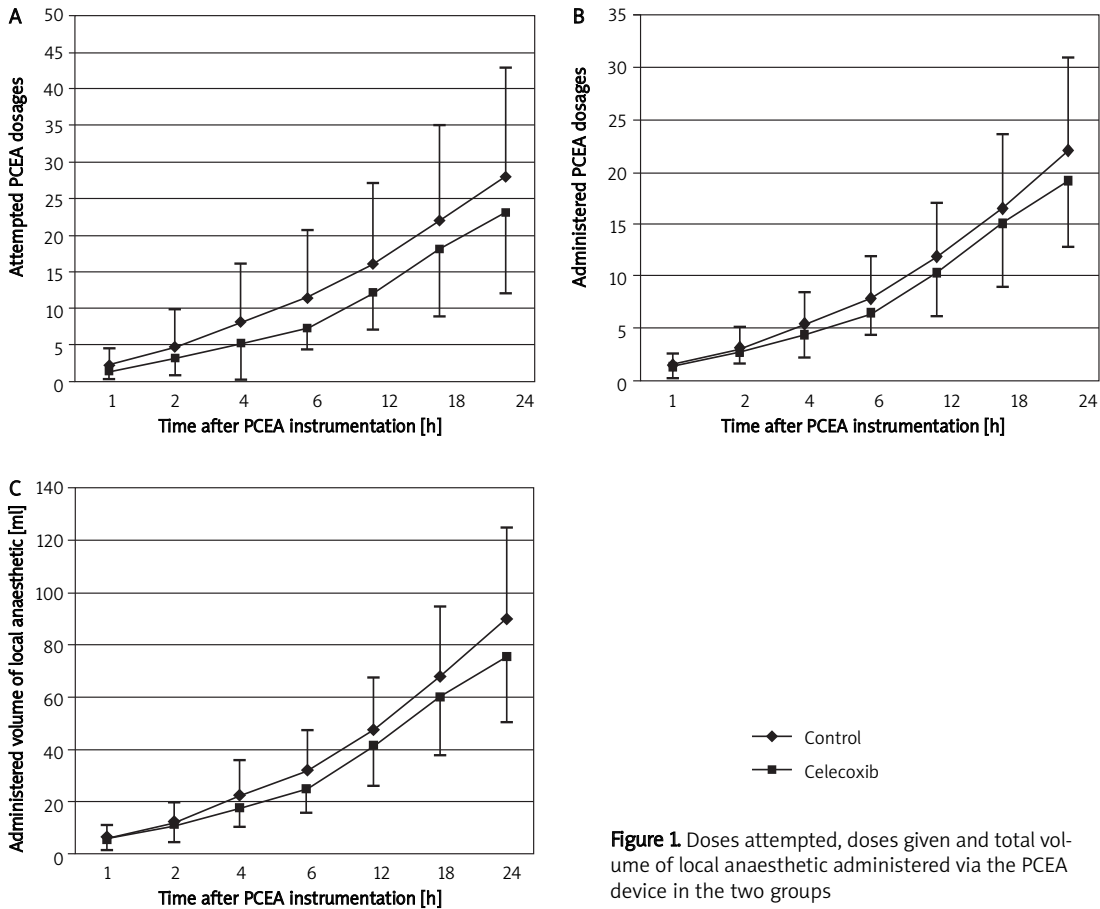 A
50
45
40
35
30
25
20
15
10
5
0
Attempted PCEA dosages
1 2 4 6 12 18 24
Time after PCEA instrumentation [h]
B
35
30
25
20
15
10
5
0
Administered PCEA dosages
1 2 4 6 12 18 24
Time after PCEA instrumentation [h]
C
140
120
100
80
60
40
20
0
Administered volume of local anaesthetic [ml]
1 2 4 6 12 18 24
Time after PCEA instrumentation [h]
Control
Celecoxib
Figure 1. Doses attempted, doses given and total vol-
ume of local anaesthetic administered via the PCEA
device in the two groups